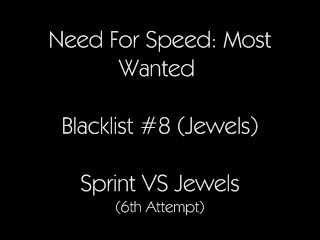 Need For Speed: Most
Wanted
Blacklist #8 (Jewels)
Sprint VS Jewels
(6th Attempt)